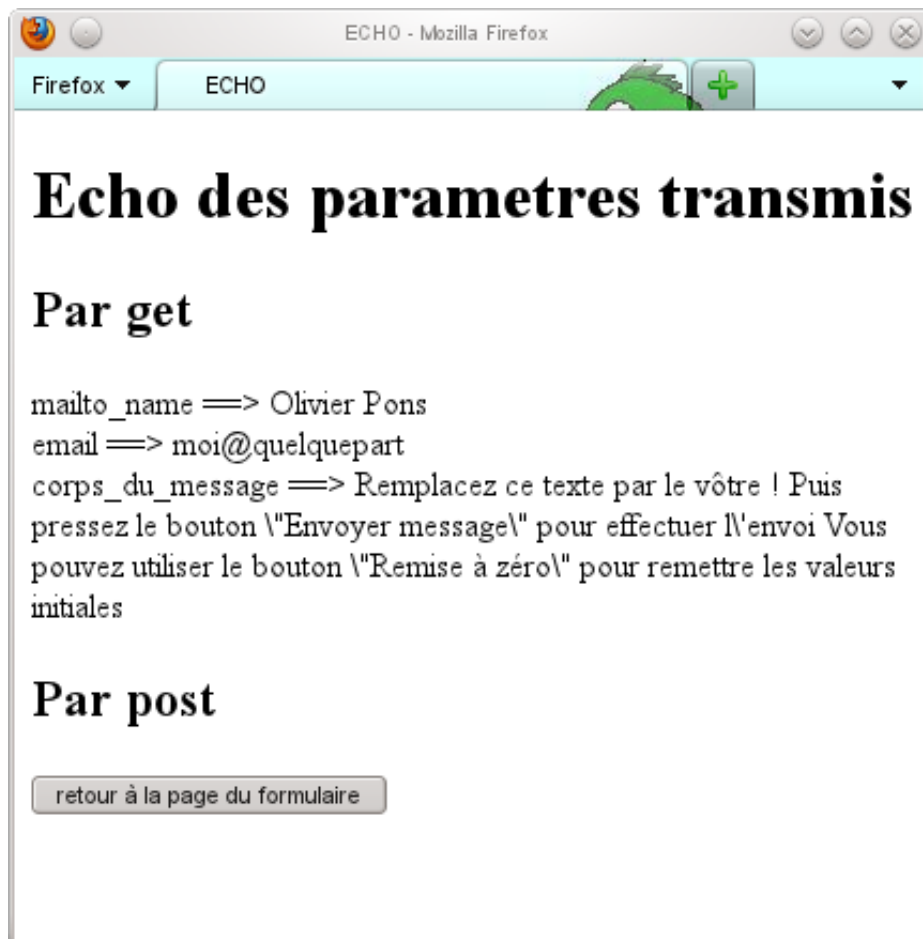 ECHO - Mozilla Firefox
Firefox
ECHO
Echo des parametres transmis
Par get
mailto_name ==> Olivier Pons
email ==> moi@quelquepart
corps_du_message ==> Remplacez ce texte par le vôtre ! Puis
pressez le bouton \"Envoyer message\" pour effectuer l\'envoi Vous
pouvez utiliser le bouton \"Remise à zéro\" pour remettre les valeurs
initiales
Par post
retour à la page du formulaire